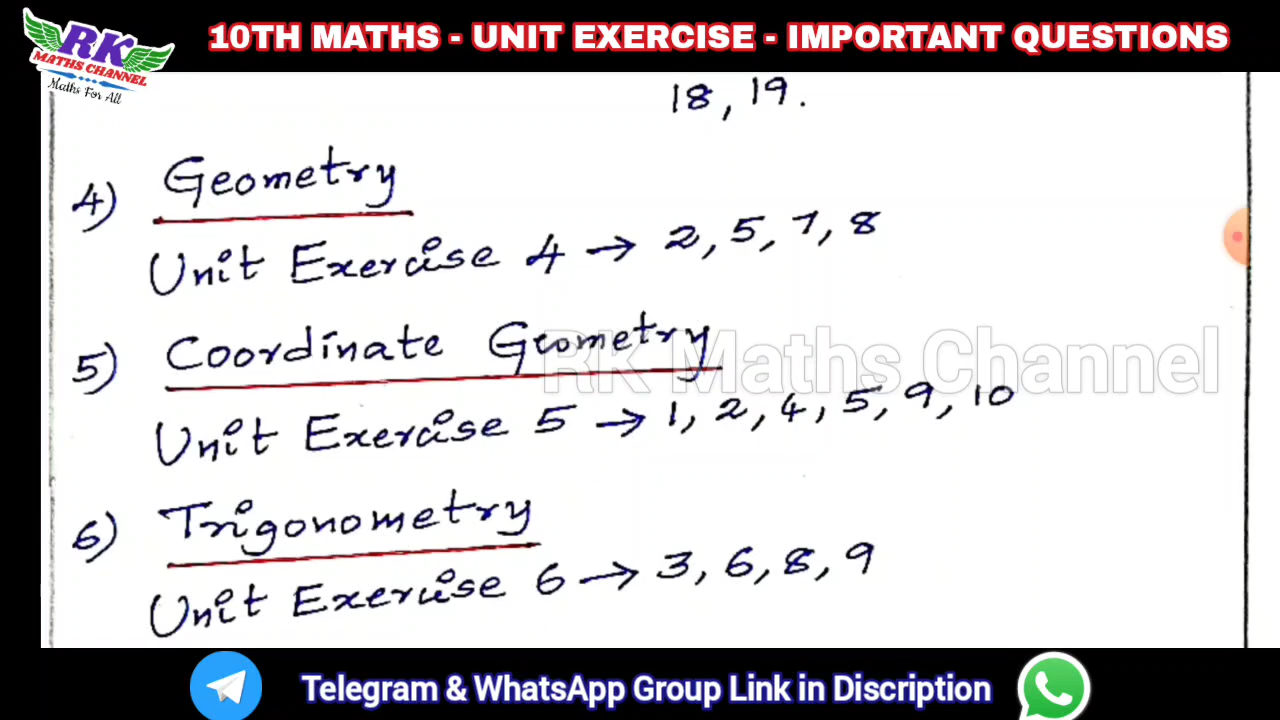 RK
MATHS CHANNEL
Maths For All
10TH MATHS - UNIT EXERCISE - IMPORTANT QUESTIONS
18, 19.
4) Geometry
Unit Exercise 4 → 2, 5, 7, 8
5) Coordinate Geometry
RK Maths Channel
Unit Exercise 5 → 1, 2, 4, 5, 9, 10
6) Trigonometry
Unit Exercise 6 → 3, 6, 8, 9
Telegram & WhatsApp Group Link in Discription